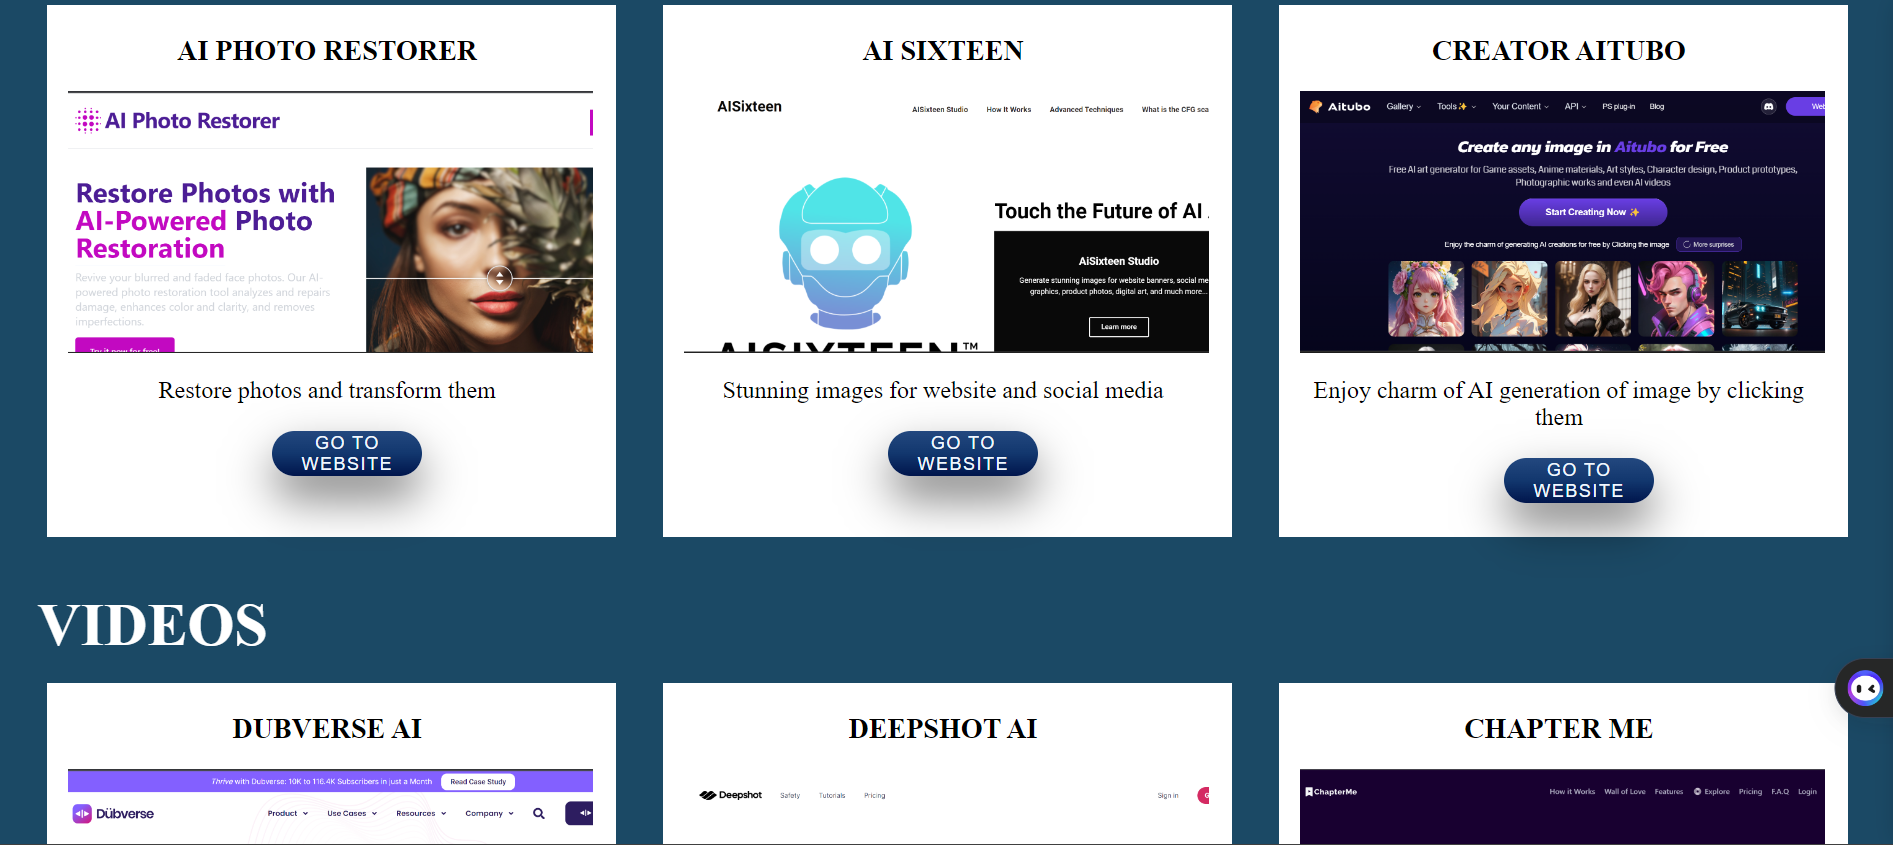 AI PHOTO RESTORER
AI Photo Restorer
Restore Photos with
AI-Powered Photo
Restoration
Revive your blurred and faded face photos. Our AI-
powered photo restoration tool analyzes and repairs
damage, enhances color and clarity, and removes
imperfections.
Try it now for free!
Restore photos and transform them
GO TO
WEBSITE
AI SIXTEEN
AISixteen
AISixteen Studio How It Works Advanced Techniques What is the CFG sca
Touch the Future of AI
AiSixteen Studio
Generate stunning images for website banners, social me
graphics, product photos, digital art, and much more...
Learn more
AISIXTEEN™
Stunning images for website and social media
GO TO
WEBSITE
CREATOR AITUBO
Aitubo Gallery Tools Your Content API PS plug-in Blog Web
Create any image in Aitubo for Free
Free AI art generator for Game assets, Anime materials, Art styles, Character design, Product prototypes,
Photographic works and even AI videos
Start Creating Now
Enjoy the charm of generating AI creations for free by Clicking the image More surprises
Enjoy charm of AI generation of image by clicking
them
GO TO
WEBSITE
VIDEOS
DUBVERSE AI
Thrive with Dubverse: 10K to 116.4K Subscribers in just a Month Read Case Study
Dübverse Product Use Cases Resources Company
DEEPSHOT AI
Deepshot Safety Tutorials Pricing Sign in G
CHAPTER ME
ChapterMe How it Works Wall of Love Features Explore Pricing F.A.Q Login